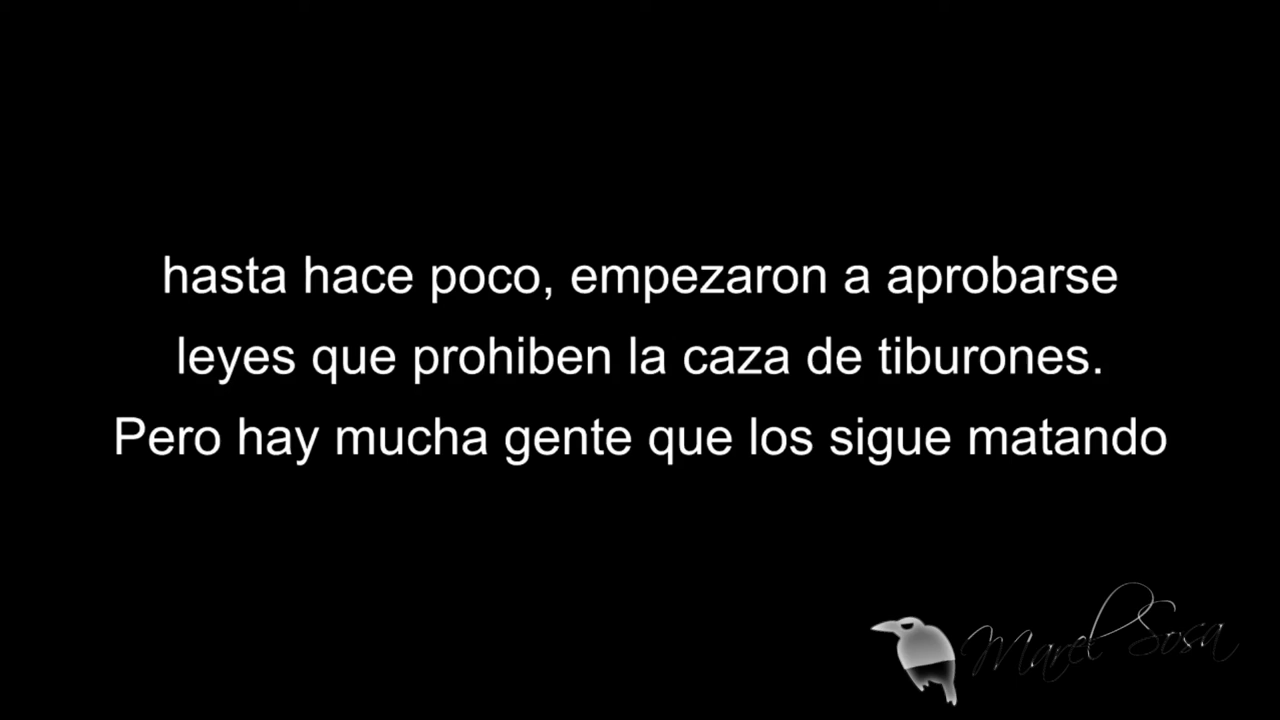 hasta hace poco, empezaron a aprobarse
leyes que prohiben la caza de tiburones.
Pero hay mucha gente que los sigue matando
Marel Sosa